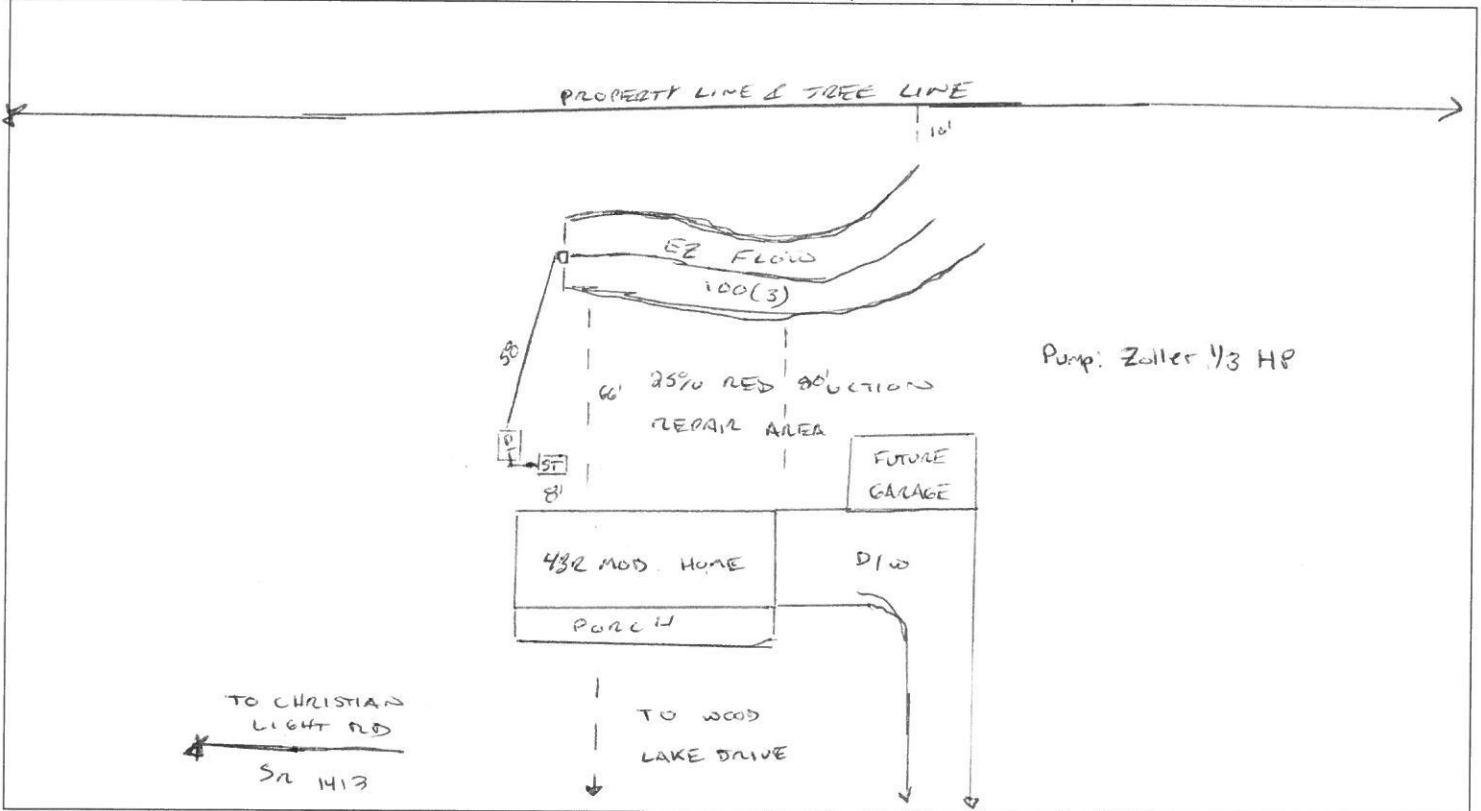 PROPERTY LINE & TREE LINE
10'
EZ FLOW
100(3)
50
66' 25% RED 80' UCTION
REPAIR AREA
Pump: Zoller 1/3 HP
PT
ST
8'
FUTURE
GARAGE
MOD. HOME
D/W
PORCH
TO CHRISTIAN
LIGHT RD
SR 1413
TO WOOD
LAKE DRIVE